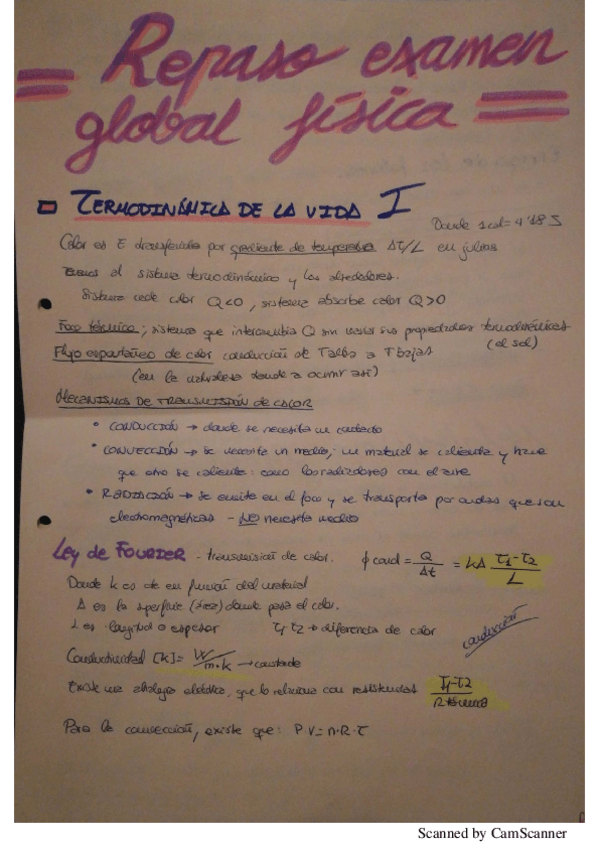 = Repaso examen
global física =
TERMODINÁMICA DE LA VIDA I
Donde 1 cal = 4'18 J
Calor es E transferida por gradiente de temperatura ΔT/L en julios
al sistema termodinámico y los alrededores.
Sistema cede calor Q<0, sistema absorbe calor Q>0
Foco térmico; sistema que intercambia Q sin variar sus propiedades termodinámicas
(el sol)
Flujo espontáneo de calor conducción de T altas a T bajas
(en la naturaleza tiende a ocurrir así)
MECANISMOS DE TRANSMISIÓN DE CALOR
• CONDUCCIÓN → donde se necesita un contacto
• CONVECCIÓN → se necesita un medio; un material se calienta y hace
que otro se caliente: como los radiadores con el aire
• RADIACIÓN → se emite en el foco y se transporta por ondas que son
electromagnéticas - NO necesita medio
Ley de FOURIER - transmisión de calor. ϕ cond = Q/Δt = kA T1-T2/L
Donde k es de en función del material
A es la superficie (área) donde pasa el calor.
L es longitud o espesor T1-T2 → diferencia de calor
conducción
Conductividad [k] = W/m·k → constante
Existe una analogía eléctrica, que lo relaciona con resistencias T1-T2/R
Para la convección, existe que: P·V = n·R·T
Scanned by CamScanner